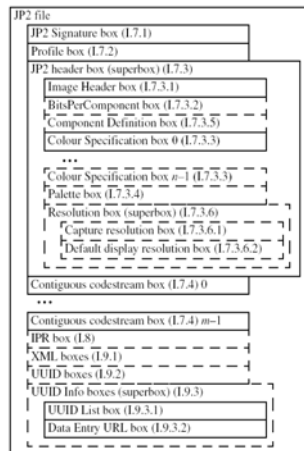 JP2 file
JP2 Signature box (I.7.1)
Profile box (I.7.2)
JP2 header box (superbox) (I.7.3)
Image Header box (I.7.3.1)
BitsPerComponent box (I.7.3.2)
Component Definition box (I.7.3.5)
Colour Specification box 0 (I.7.3.3)
•••
Colour Specification box n−1 (I.7.3.3)
Palette box (I.7.3.4)
Resolution box (superbox) (I.7.3.6)
Capture resolution box (I.7.3.6.1)
Default display resolution box (I.7.3.6.2)
Contiguous codestream box (I.7.4) 0
•••
Contiguous codestream box (I.7.4) m−1
IPR box (I.8)
XML boxes (I.9.1)
UUID boxes (I.9.2)
UUID Info boxes (superbox) (I.9.3)
UUID List box (I.9.3.1)
Data Entry URL box (I.9.3.2)